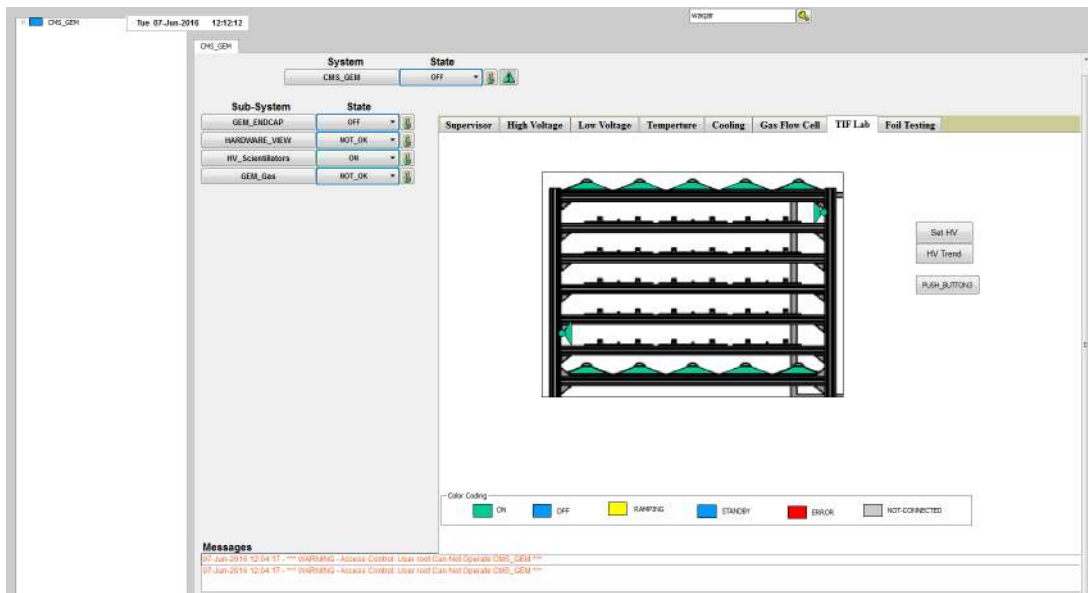 CMS_GEM
Tue 07-Jun-2016 12:12:12
waqar
CMS_GEM
System State
CMS_GEM OFF
Sub-System State
GEM_ENDCAP OFF
HARDWARE_VIEW NOT_OK
HV_Scientillators ON
GEM_Gas NOT_OK
Supervisor High Voltage Low Voltage Temperture Cooling Gas Flow Cell TIF Lab Foil Testing
Set HV
HV Trend
PUSH_BUTTON3
Color Coding
ON OFF RAMPING STANDBY ERROR NOT-CONNECTED
Messages
07-Jun-2016 12:04:17 - *** WARNING - Access Control: User root Can Not Operate CMS_GEM ***
07-Jun-2016 12:04:17 - *** WARNING - Access Control: User root Can Not Operate CMS_GEM ***